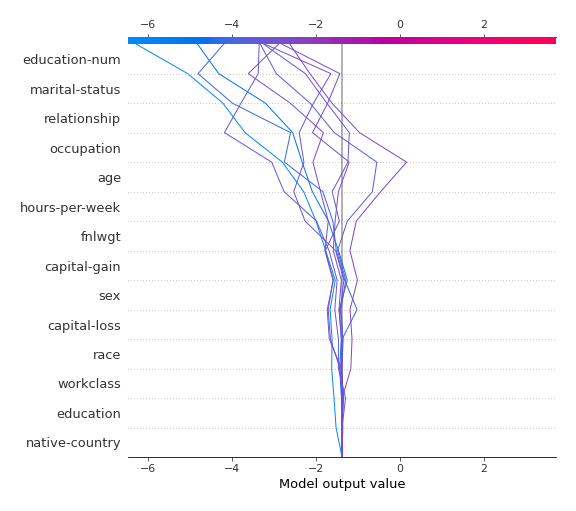 −6 −4 −2 0 2
education-num
marital-status
relationship
occupation
age
hours-per-week
fnlwgt
capital-gain
sex
capital-loss
race
workclass
education
native-country
−6 −4 −2 0 2
Model output value